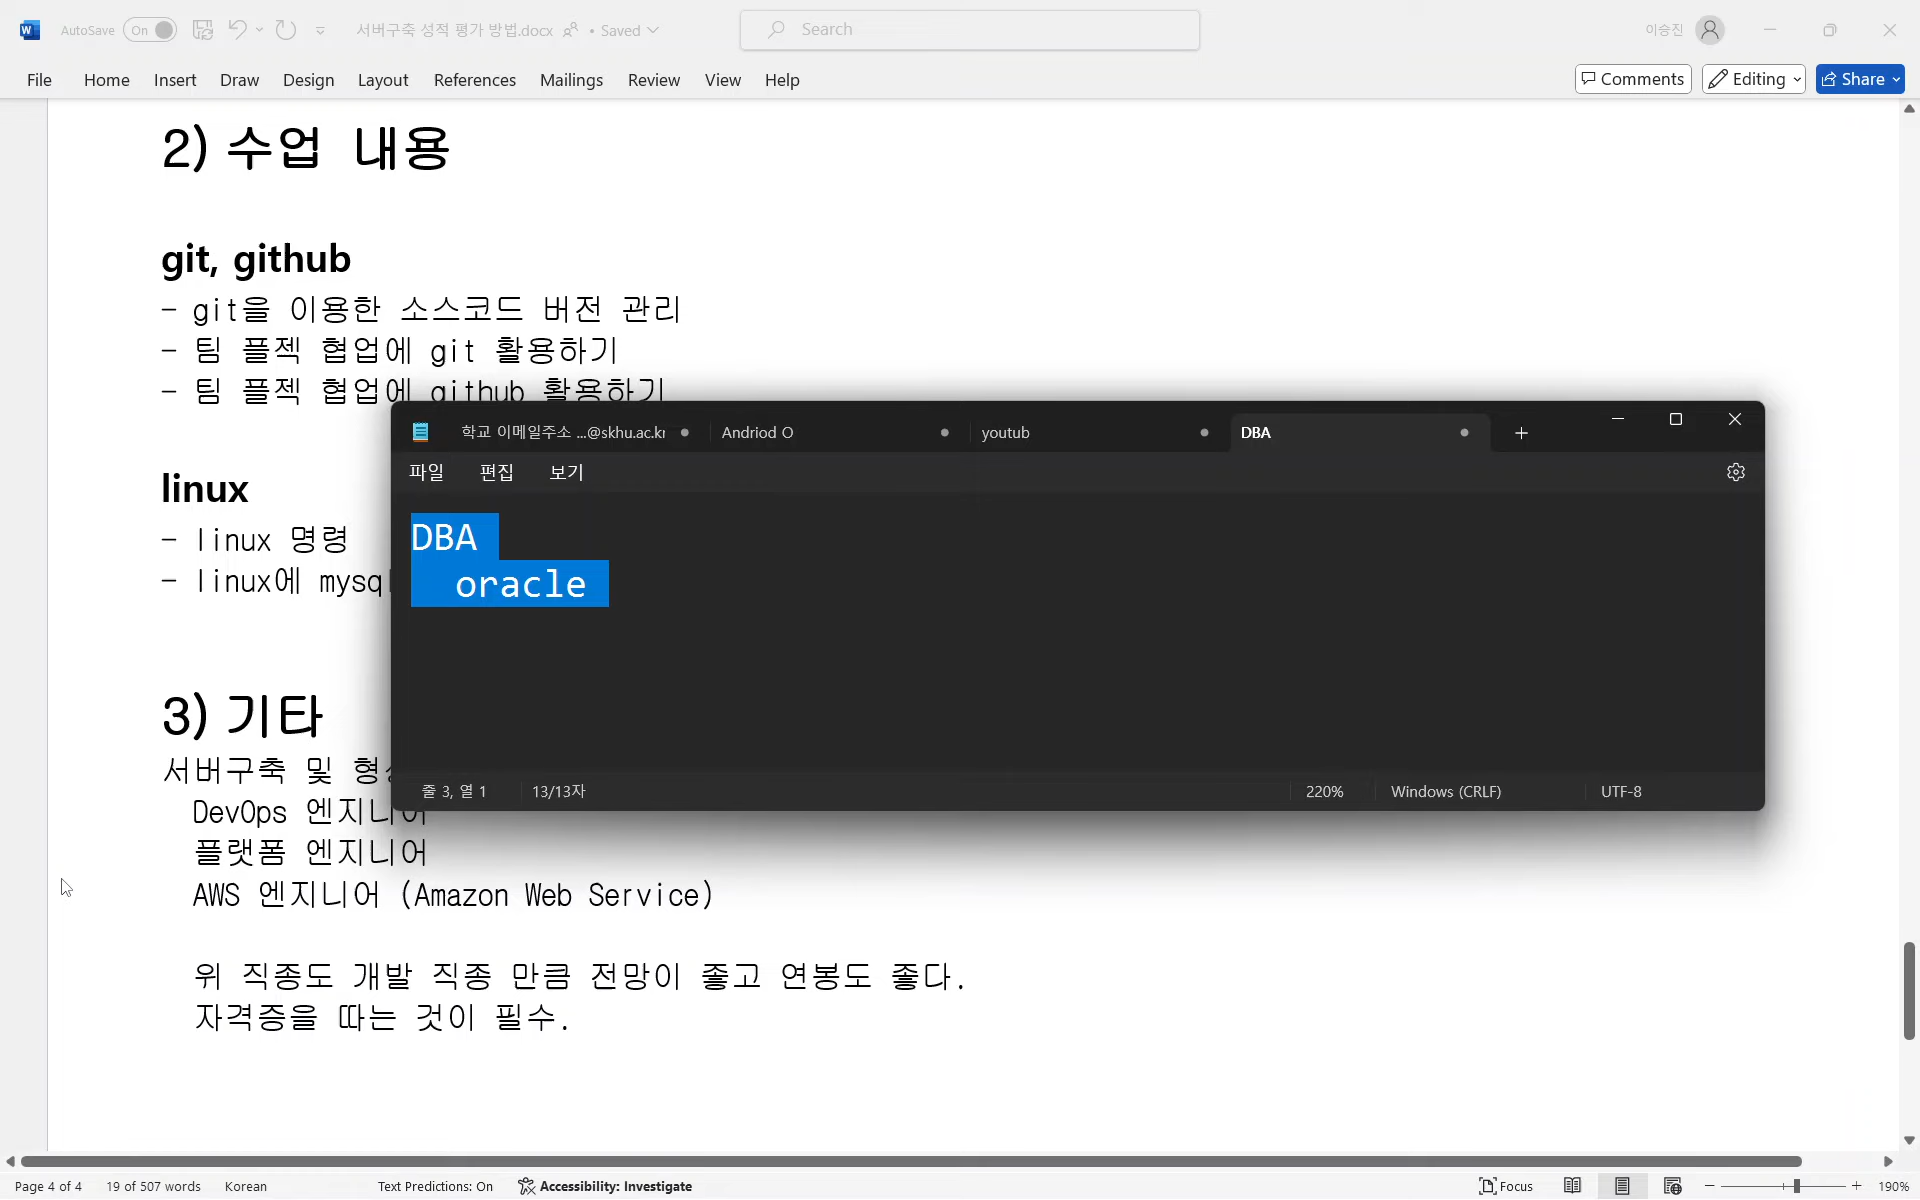 AutoSave On 서버구축 성적 평가 방법.docx • Saved Search 이승진
File Home Insert Draw Design Layout References Mailings Review View Help Comments Editing Share
2) 수업 내용
git, github
- git을 이용한 소스코드 버전 관리
- 팀 플젝 협업에 git 활용하기
- 팀 플젝 협업에 github 활용하기
linux
- linux 명령
- linux에 mysql
3) 기타
서버구축 및
DevOps 엔지니어
플랫폼 엔지니어
AWS 엔지니어 (Amazon Web Service)
위 직종도 개발 직종 만큼 전망이 좋고 연봉도 좋다.
자격증을 따는 것이 필수.
학교 이메일주소 ...@skhu.ac.kr Andriod O youtub DBA
파일 편집 보기
DBA
oracle
줄 3, 열 1 13/13자 220% Windows (CRLF) UTF-8
Page 4 of 4 19 of 507 words Korean Text Predictions: On Accessibility: Investigate Focus 190%